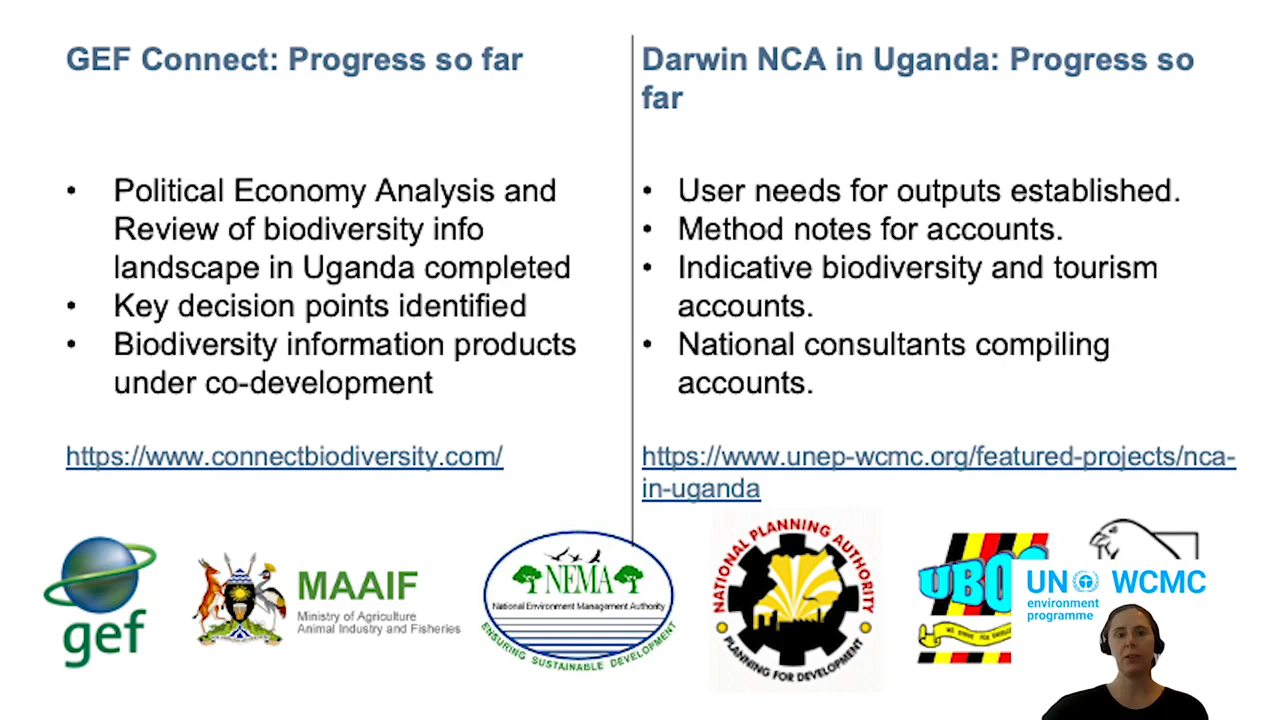 GEF Connect: Progress so far
• Political Economy Analysis and
Review of biodiversity info
landscape in Uganda completed
• Key decision points identified
• Biodiversity information products
under co-development
https://www.connectbiodiversity.com/
Darwin NCA in Uganda: Progress so
far
• User needs for outputs established.
• Method notes for accounts.
• Indicative biodiversity and tourism
accounts.
• National consultants compiling
accounts.
https://www.unep-wcmc.org/featured-projects/nca-
in-uganda
gef
MAAIF
Ministry of Agriculture
Animal Industry and Fisheries
NEMA
National Environment Management Authority
ENSURING SUSTAINABLE DEVELOPMENT
NATIONAL PLANNING AUTHORITY
PLANNING FOR DEVELOPMENT
UBO
UN WCMC
environment
programme